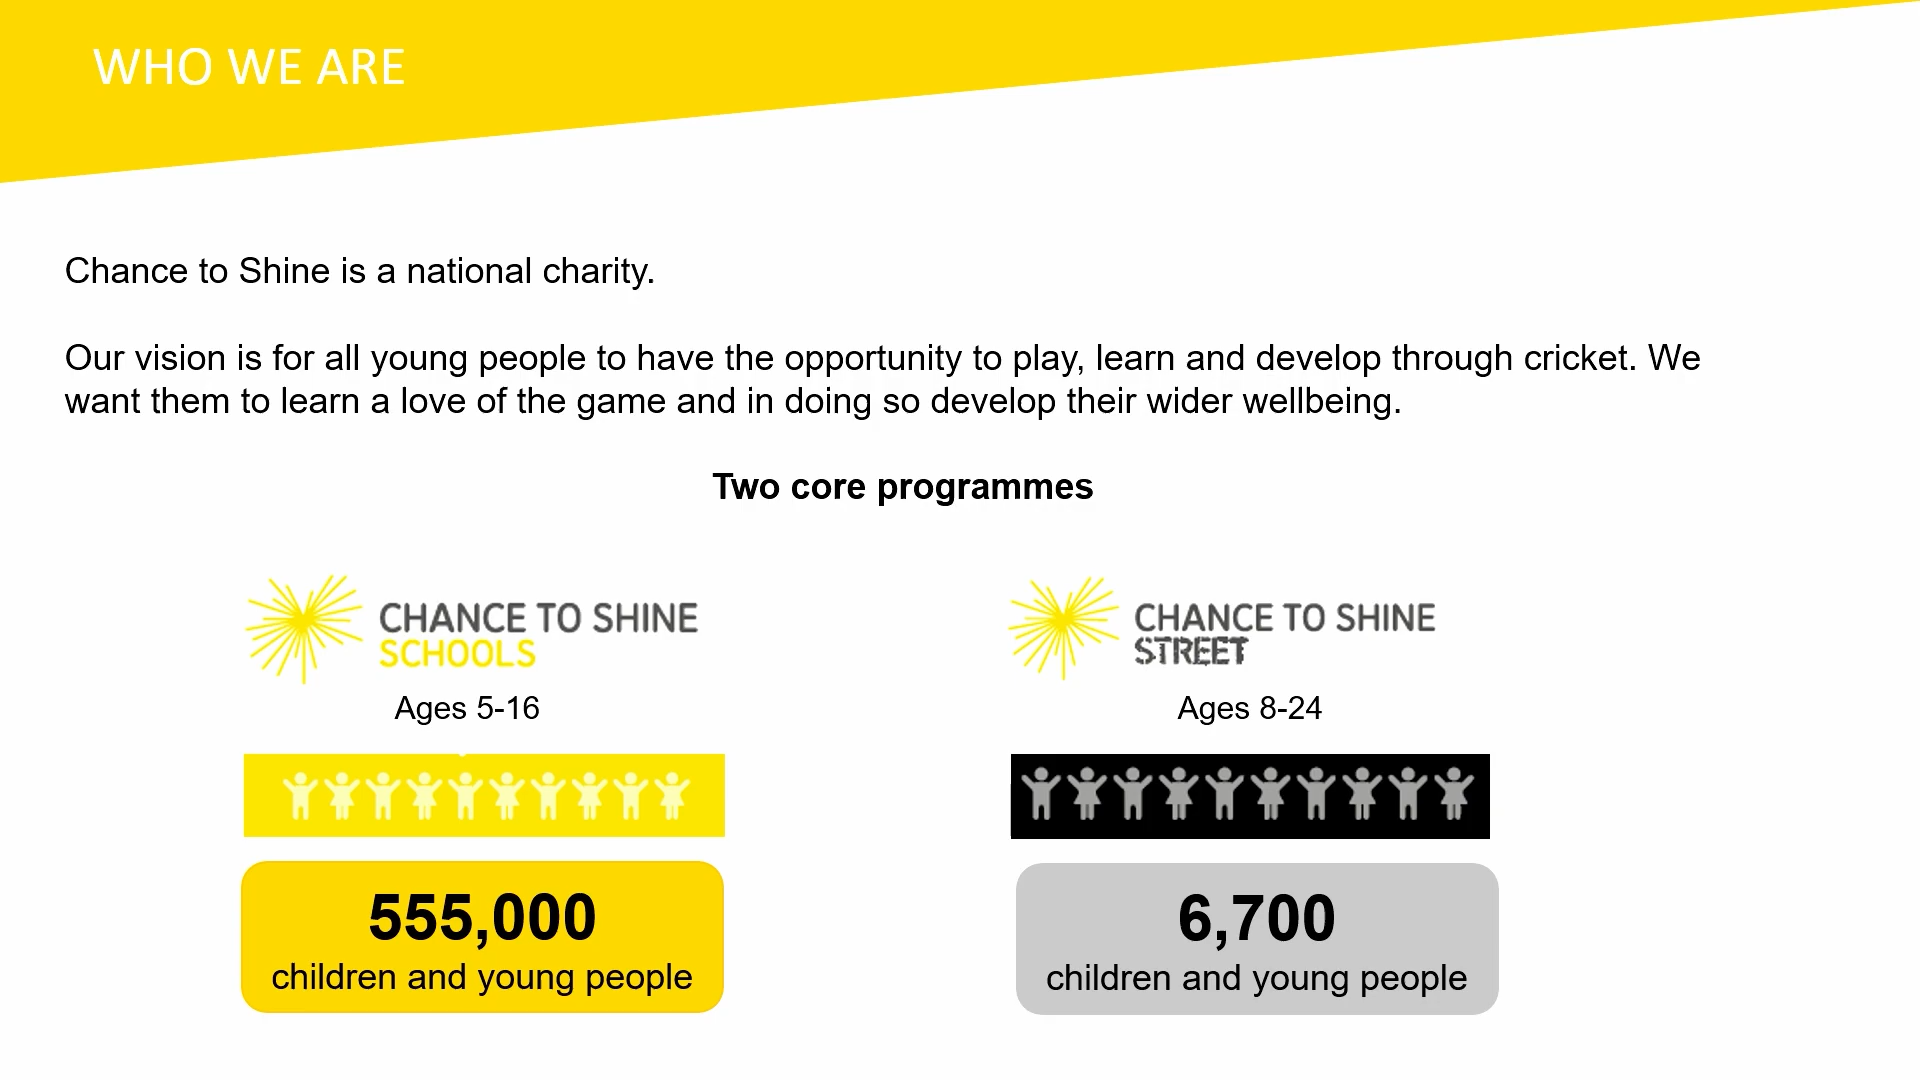 WHO WE ARE
Chance to Shine is a national charity.
Our vision is for all young people to have the opportunity to play, learn and develop through cricket. We
want them to learn a love of the game and in doing so develop their wider wellbeing.
Two core programmes
CHANCE TO SHINE
SCHOOLS
Ages 5-16
555,000
children and young people
CHANCE TO SHINE
STREET
Ages 8-24
6,700
children and young people